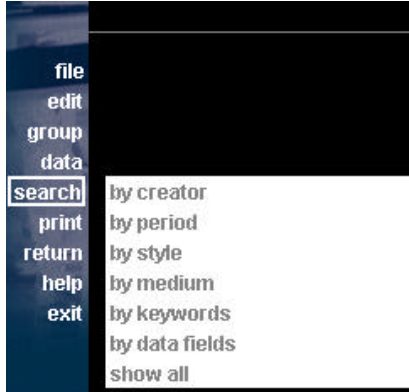 file
edit
group
data
search
print
return
help
exit
by creator
by period
by style
by medium
by keywords
by data fields
show all